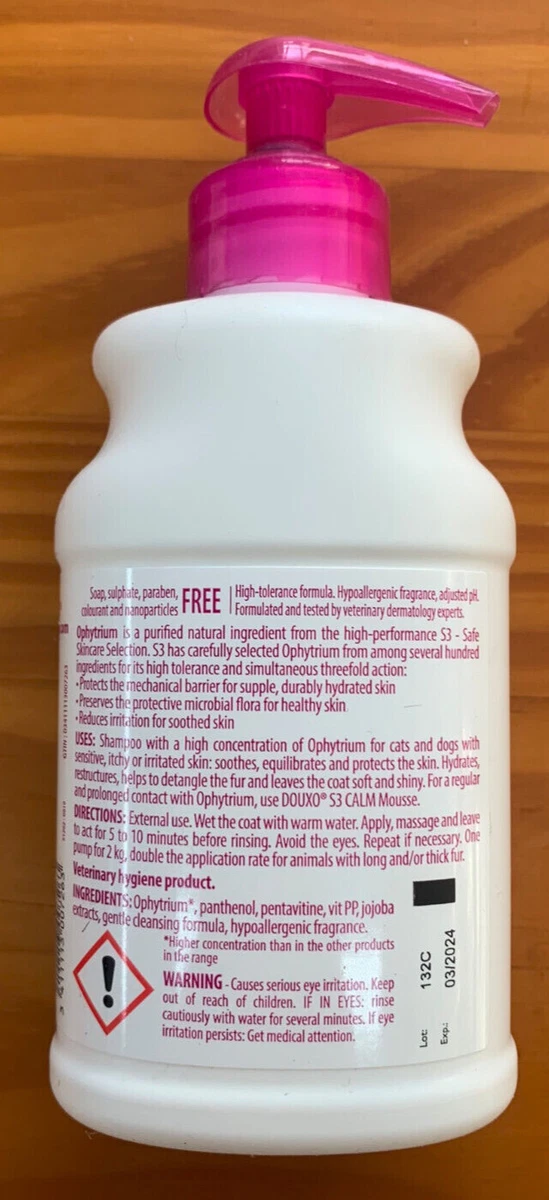 Soap, sulphate, paraben,
colourant and nanoparticles
FREE
High-tolerance formula. Hypoallergenic fragrance, adjusted pH.
Formulated and tested by veterinary dermatology experts.
Ophytrium is a purified natural ingredient from the high-performance S3 - Safe
Skincare Selection. S3 has carefully selected Ophytrium from among several hundred
ingredients for its high tolerance and simultaneous threefold action:
• Protects the mechanical barrier for supple, durably hydrated skin
• Preserves the protective microbial flora for healthy skin
• Reduces irritation for soothed skin
USES: Shampoo with a high concentration of Ophytrium for cats and dogs with
sensitive, itchy or irritated skin: soothes, equilibrates and protects the skin. Hydrates,
restructures, helps to detangle the fur and leaves the coat soft and shiny. For a regular
and prolonged contact with Ophytrium, use DOUXO® S3 CALM Mousse.
DIRECTIONS: External use. Wet the coat with warm water. Apply, massage and leave
to act for 5 to 10 minutes before rinsing. Avoid the eyes. Repeat if necessary. One
pump for 2 kg, double the application rate for animals with long and/or thick fur.
Veterinary hygiene product.
INGREDIENTS: Ophytrium*, panthenol, pentavitine, vit PP, jojoba
extracts, gentle cleansing formula, hypoallergenic fragrance.
*Higher concentration than in the other products
in the range
WARNING - Causes serious eye irritation. Keep
out of reach of children. IF IN EYES: rinse
cautiously with water for several minutes. If eye
irritation persists: Get medical attention.
Lot: 132C
Exp.: 03/2024